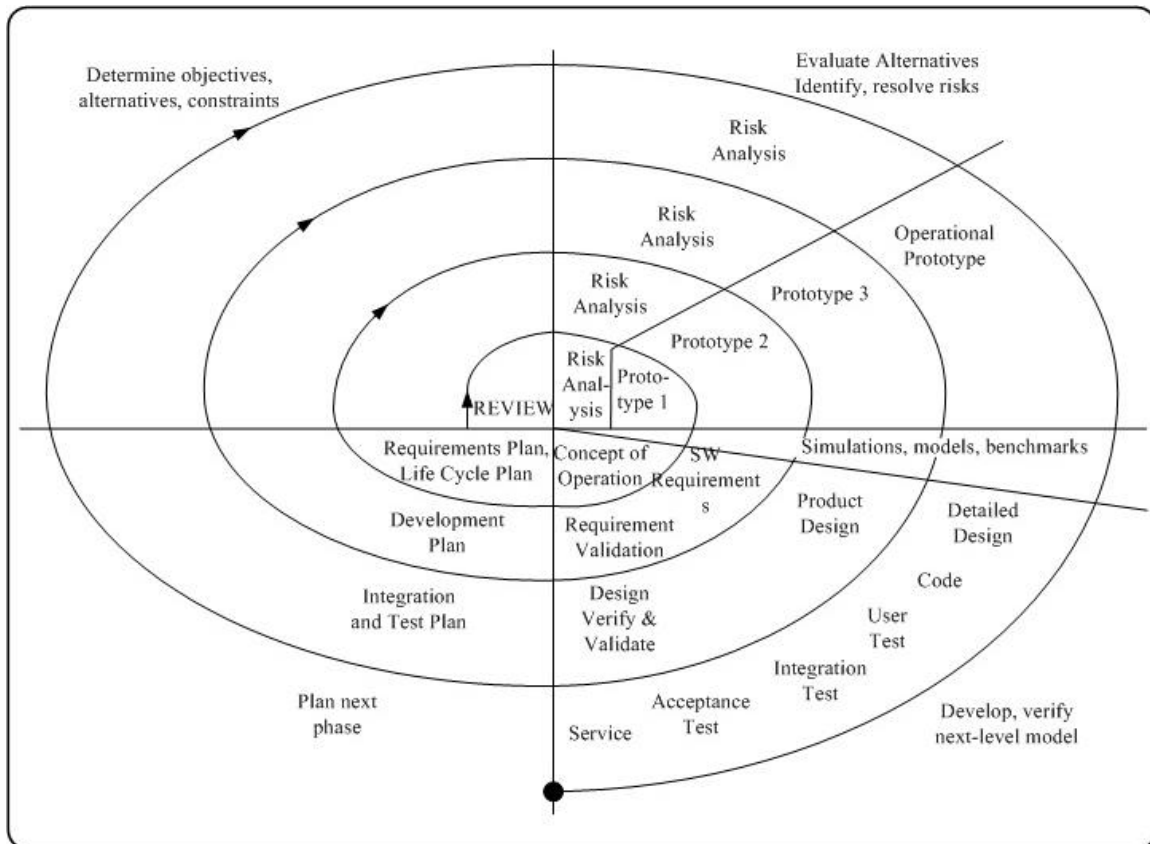 Determine objectives,
alternatives, constraints
Evaluate Alternatives
Identify, resolve risks
Risk
Analysis
Risk
Analysis
Operational
Prototype
Risk
Analysis
Prototype 3
Prototype 2
Risk
Anal-
ysis
Proto-
type 1
REVIEW
Requirements Plan,
Life Cycle Plan
Concept of
Operation
SW
Requirement
s
Simulations, models, benchmarks
Development
Plan
Requirement
Validation
Product
Design
Detailed
Design
Code
Integration
and Test Plan
Design
Verify &
Validate
User
Test
Integration
Test
Plan next
phase
Service
Acceptance
Test
Develop, verify
next-level model